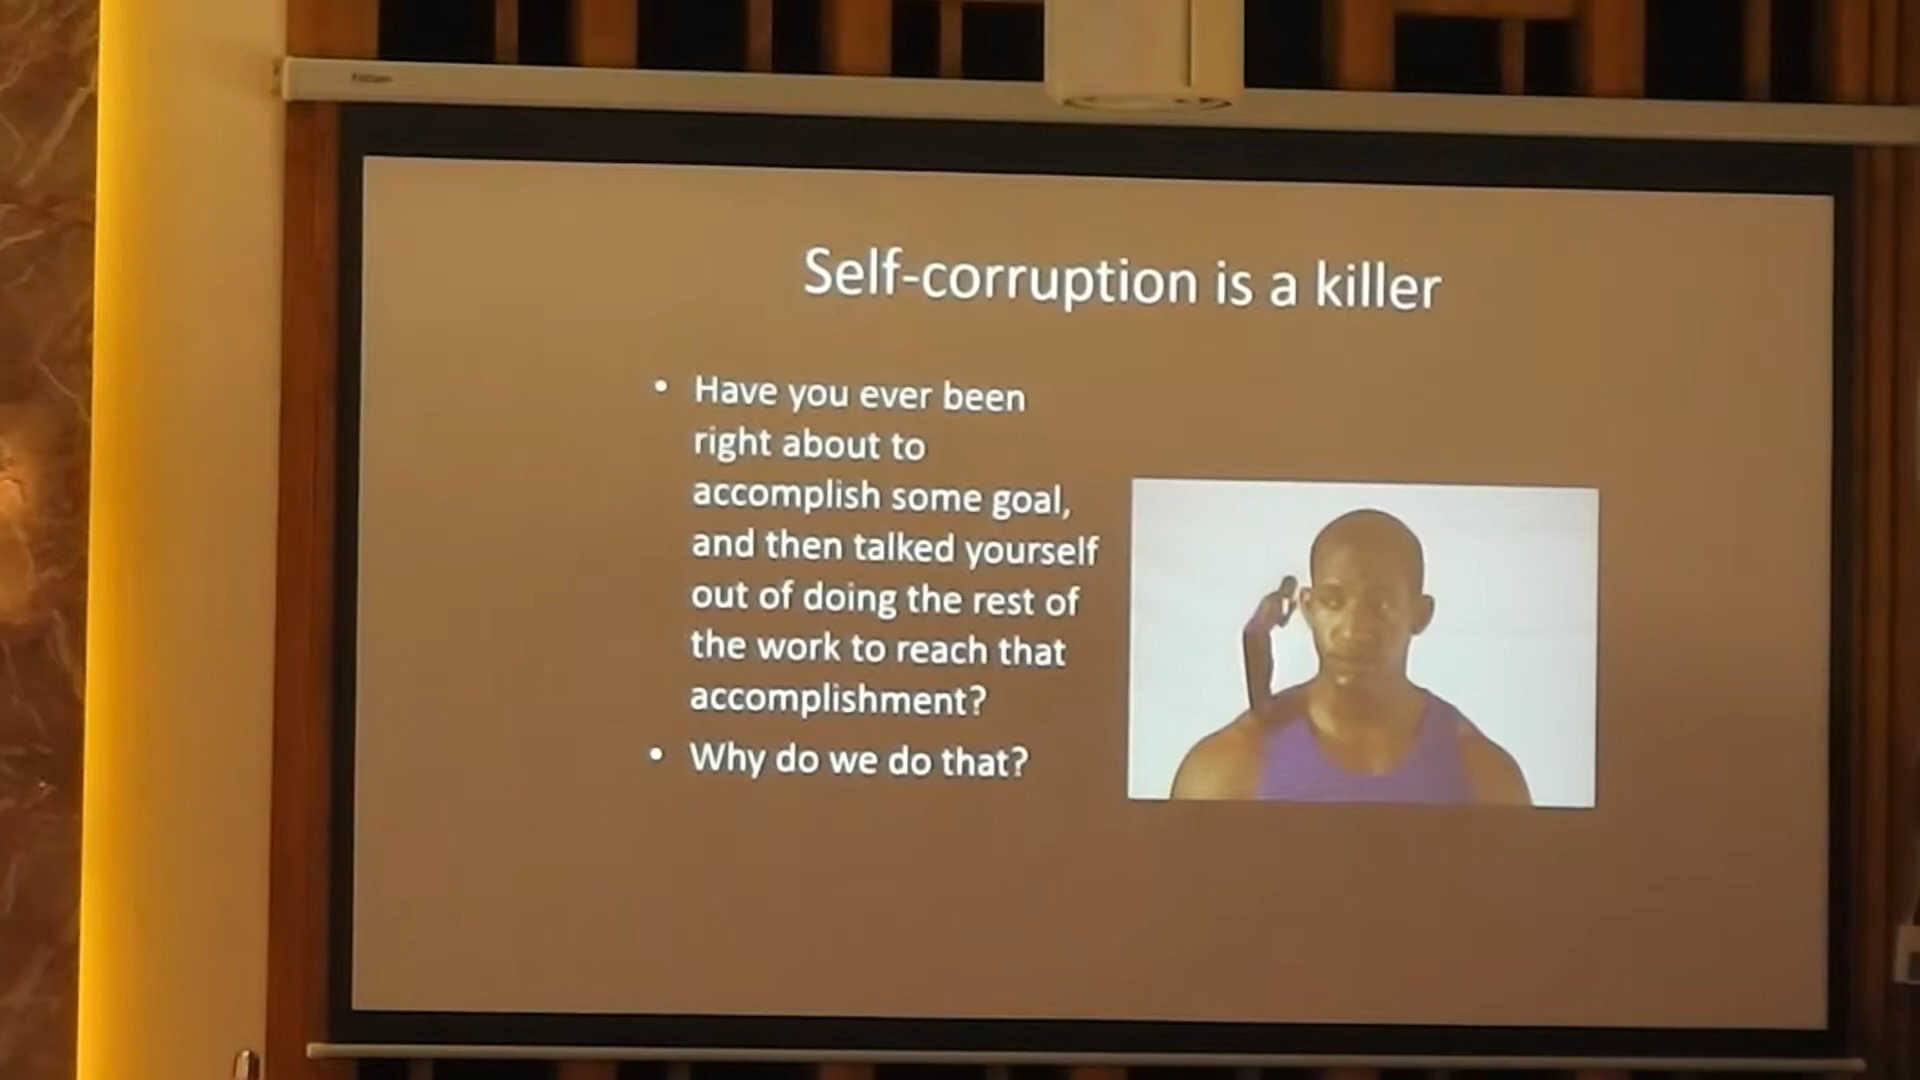 Self-corruption is a killer
• Have you ever been
right about to
accomplish some goal,
and then talked yourself
out of doing the rest of
the work to reach that
accomplishment?
• Why do we do that?